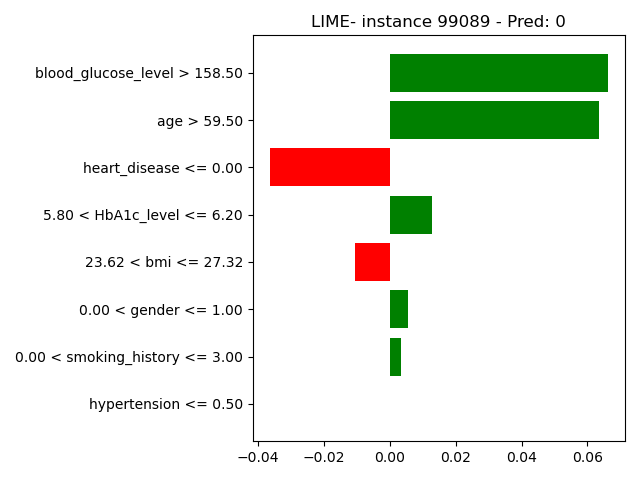 LIME- instance 99089 - Pred: 0
blood_glucose_level > 158.50
age > 59.50
heart_disease <= 0.00
5.80 < HbA1c_level <= 6.20
23.62 < bmi <= 27.32
0.00 < gender <= 1.00
0.00 < smoking_history <= 3.00
hypertension <= 0.50
−0.04 −0.02 0.00 0.02 0.04 0.06